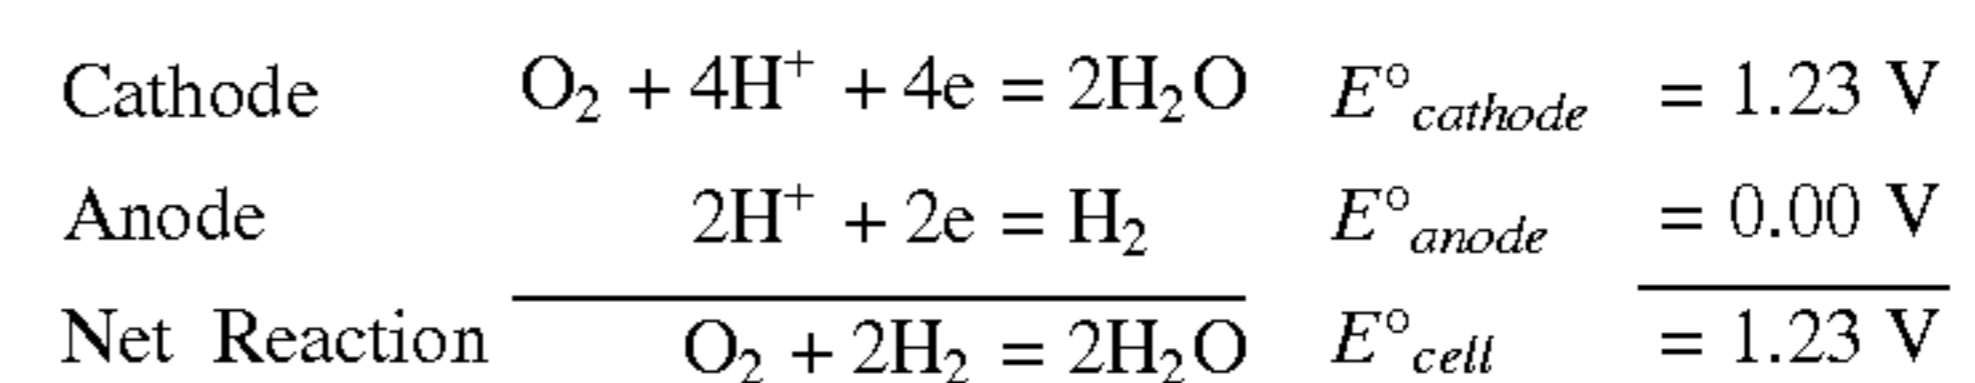 Cathode O₂ + 4H⁺ + 4e = 2H₂O E°cathode = 1.23 V
Anode 2H⁺ + 2e = H₂ E°anode = 0.00 V
Net Reaction O₂ + 2H₂ = 2H₂O E°cell = 1.23 V